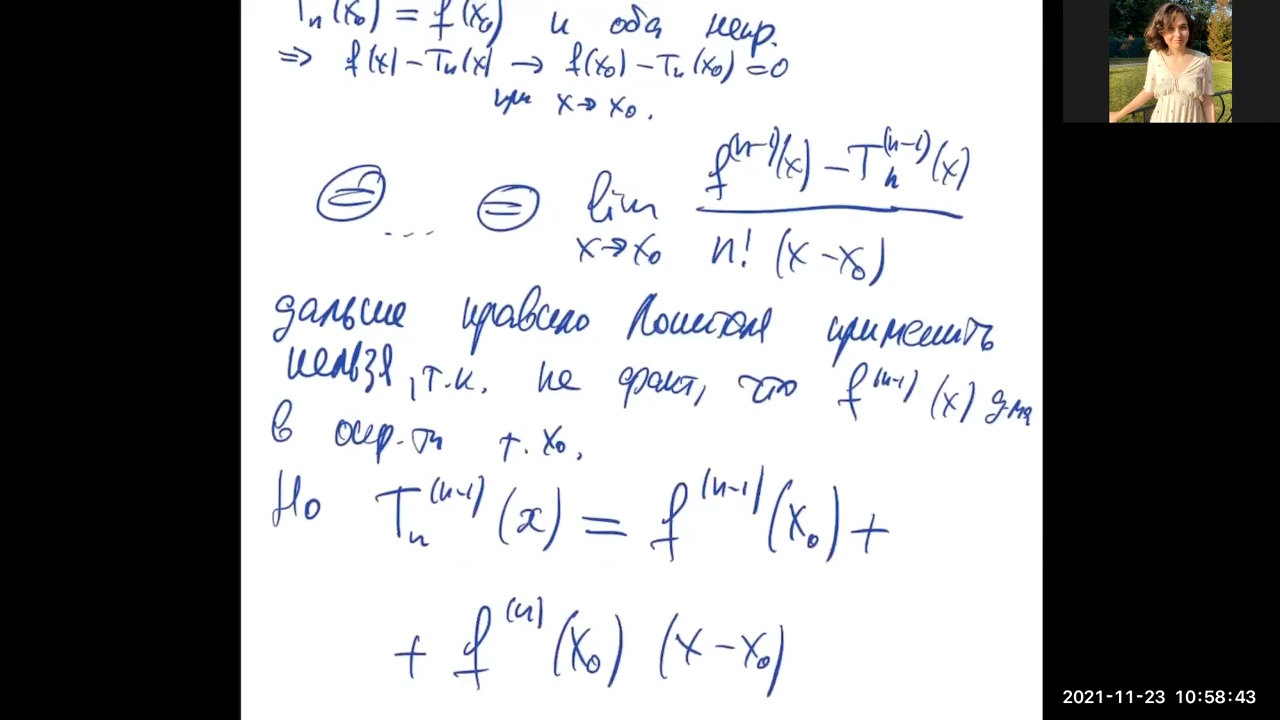 Tₙ(x₀) = f(x₀) и оба непр.
⇒ f(x) − Tₙ(x) → f(x₀) − Tₙ(x₀) = 0
при x → x₀.
f⁽ⁿ⁻¹⁾(x) − Tₙ⁽ⁿ⁻¹⁾(x)
= ... = lim
x→x₀ n! (x − x₀)
дальше правило Лопиталя применить
нельзя, т.к. не факт, что f⁽ⁿ⁻¹⁾(x) дма
в окр-ти т. x₀.
Но Tₙ⁽ⁿ⁻¹⁾(x) = f⁽ⁿ⁻¹⁾(x₀) +
+ f⁽ⁿ⁾(x₀) (x − x₀)
2021-11-23 10:58:43